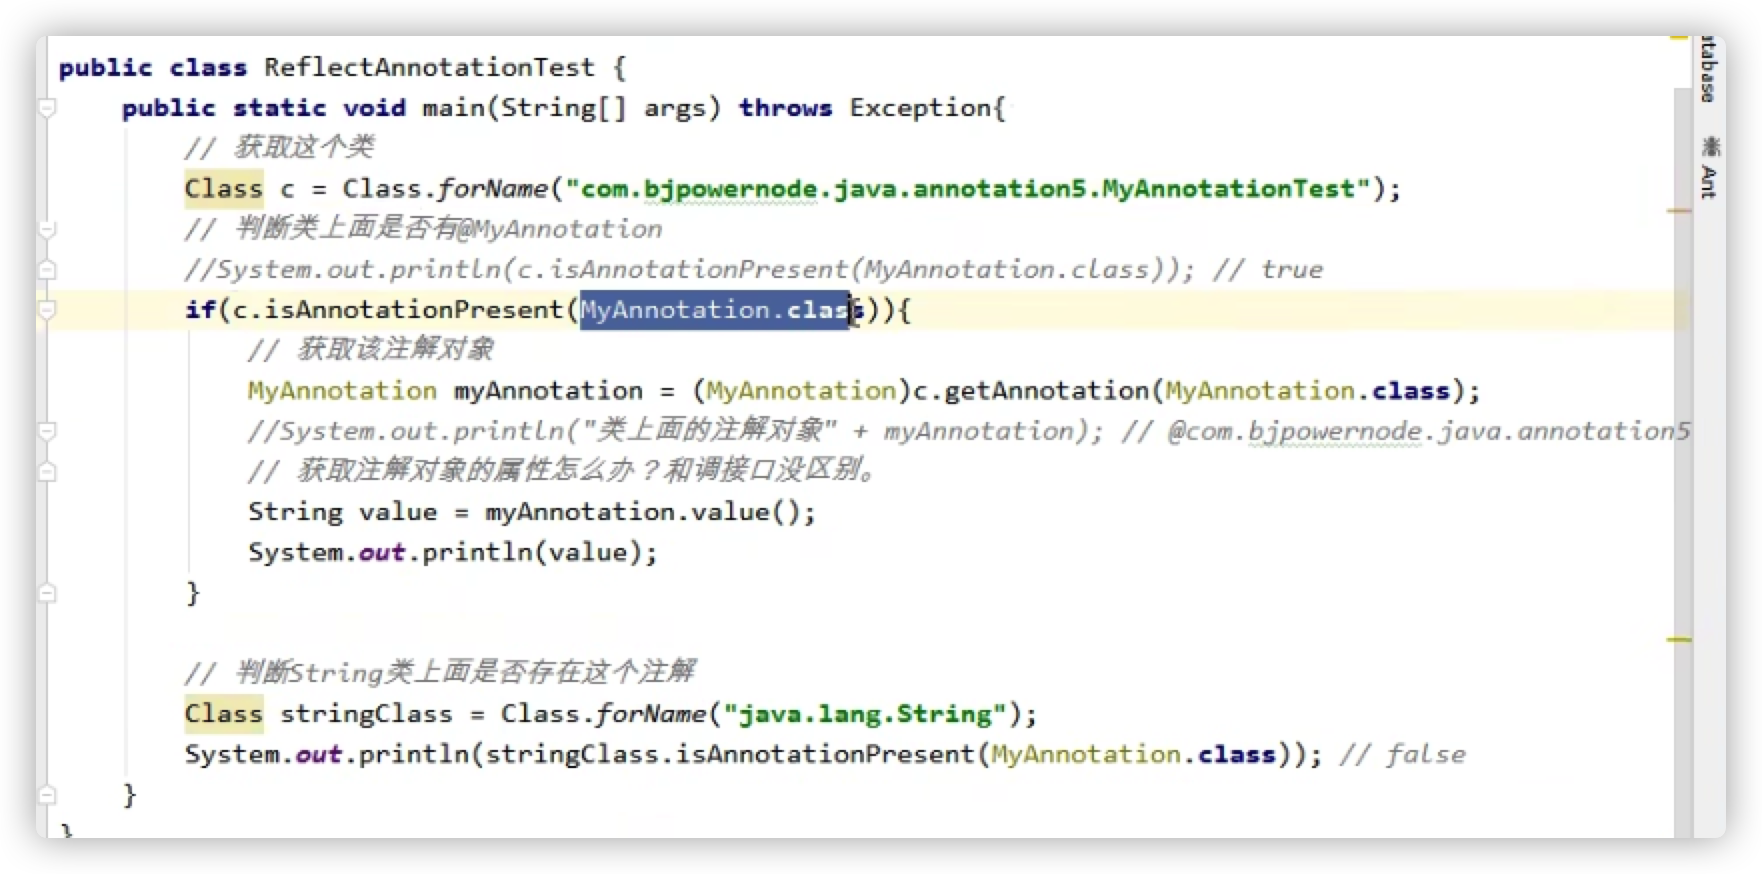 public class ReflectAnnotationTest {
    public static void main(String[] args) throws Exception{
        // 获取这个类
        Class c = Class.forName("com.bjpowernode.java.annotation5.MyAnnotationTest");
        // 判断类上面是否有@MyAnnotation
        //System.out.println(c.isAnnotationPresent(MyAnnotation.class)); // true
        if(c.isAnnotationPresent(MyAnnotation.class)){
            // 获取该注解对象
            MyAnnotation myAnnotation = (MyAnnotation)c.getAnnotation(MyAnnotation.class);
            //System.out.println("类上面的注解对象" + myAnnotation); // @com.bjpowernode.java.annotation5
            // 获取注解对象的属性怎么办？和调接口没区别。
            String value = myAnnotation.value();
            System.out.println(value);
        }
        // 判断String类上面是否存在这个注解
        Class stringClass = Class.forName("java.lang.String");
        System.out.println(stringClass.isAnnotationPresent(MyAnnotation.class)); // false
    }
}
Ant